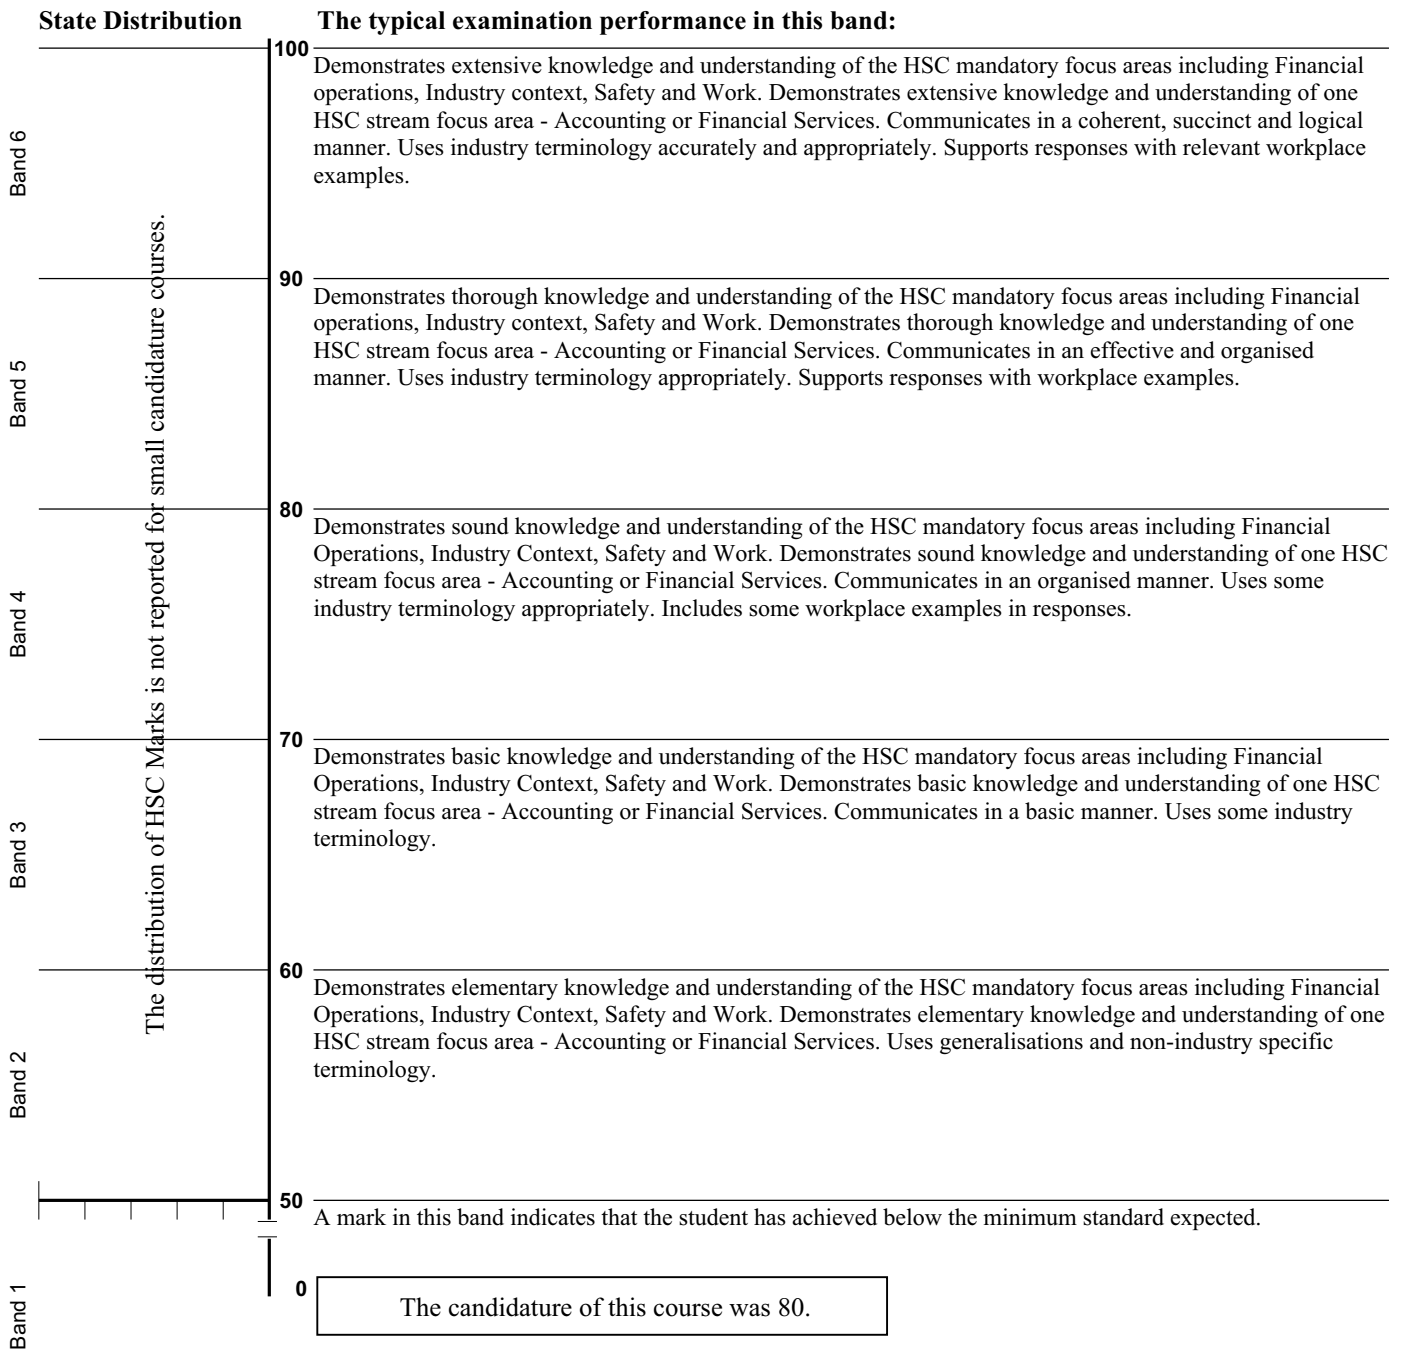 State Distribution
The typical examination performance in this band:
100
Demonstrates extensive knowledge and understanding of the HSC mandatory focus areas including Financial
operations, Industry context, Safety and Work. Demonstrates extensive knowledge and understanding of one
HSC stream focus area - Accounting or Financial Services. Communicates in a coherent, succinct and logical
manner. Uses industry terminology accurately and appropriately. Supports responses with relevant workplace
examples.
Band 6
90
Demonstrates thorough knowledge and understanding of the HSC mandatory focus areas including Financial
operations, Industry context, Safety and Work. Demonstrates thorough knowledge and understanding of one
HSC stream focus area - Accounting or Financial Services. Communicates in an effective and organised
manner. Uses industry terminology appropriately. Supports responses with workplace examples.
Band 5
The distribution of HSC Marks is not reported for small candidature courses.
80
Demonstrates sound knowledge and understanding of the HSC mandatory focus areas including Financial
Operations, Industry Context, Safety and Work. Demonstrates sound knowledge and understanding of one HSC
stream focus area - Accounting or Financial Services. Communicates in an organised manner. Uses some
industry terminology appropriately. Includes some workplace examples in responses.
Band 4
70
Demonstrates basic knowledge and understanding of the HSC mandatory focus areas including Financial
Operations, Industry Context, Safety and Work. Demonstrates basic knowledge and understanding of one HSC
stream focus area - Accounting or Financial Services. Communicates in a basic manner. Uses some industry
terminology.
Band 3
60
Demonstrates elementary knowledge and understanding of the HSC mandatory focus areas including Financial
Operations, Industry Context, Safety and Work. Demonstrates elementary knowledge and understanding of one
HSC stream focus area - Accounting or Financial Services. Uses generalisations and non-industry specific
terminology.
Band 2
50
A mark in this band indicates that the student has achieved below the minimum standard expected.
0
Band 1
The candidature of this course was 80.